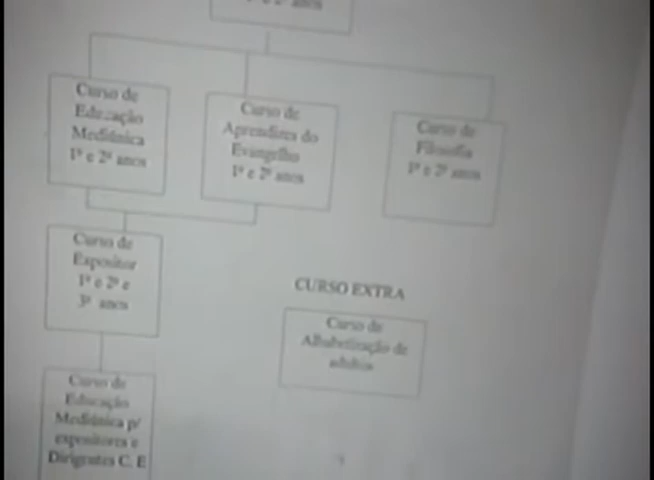 Curso de
Educação
Mediúnica
1º e 2º anos
Curso de
Aprendizes do
Evangelho
1º e 2º anos
Curso de
Filosofia
1º e 2º anos
Curso de
Expositor
1º e 2º e
3º anos
CURSO EXTRA
Curso de
Alfabetização de
adultos
Curso de
Educação
Mediúnica p/
expositores e
Dirigentes C. E